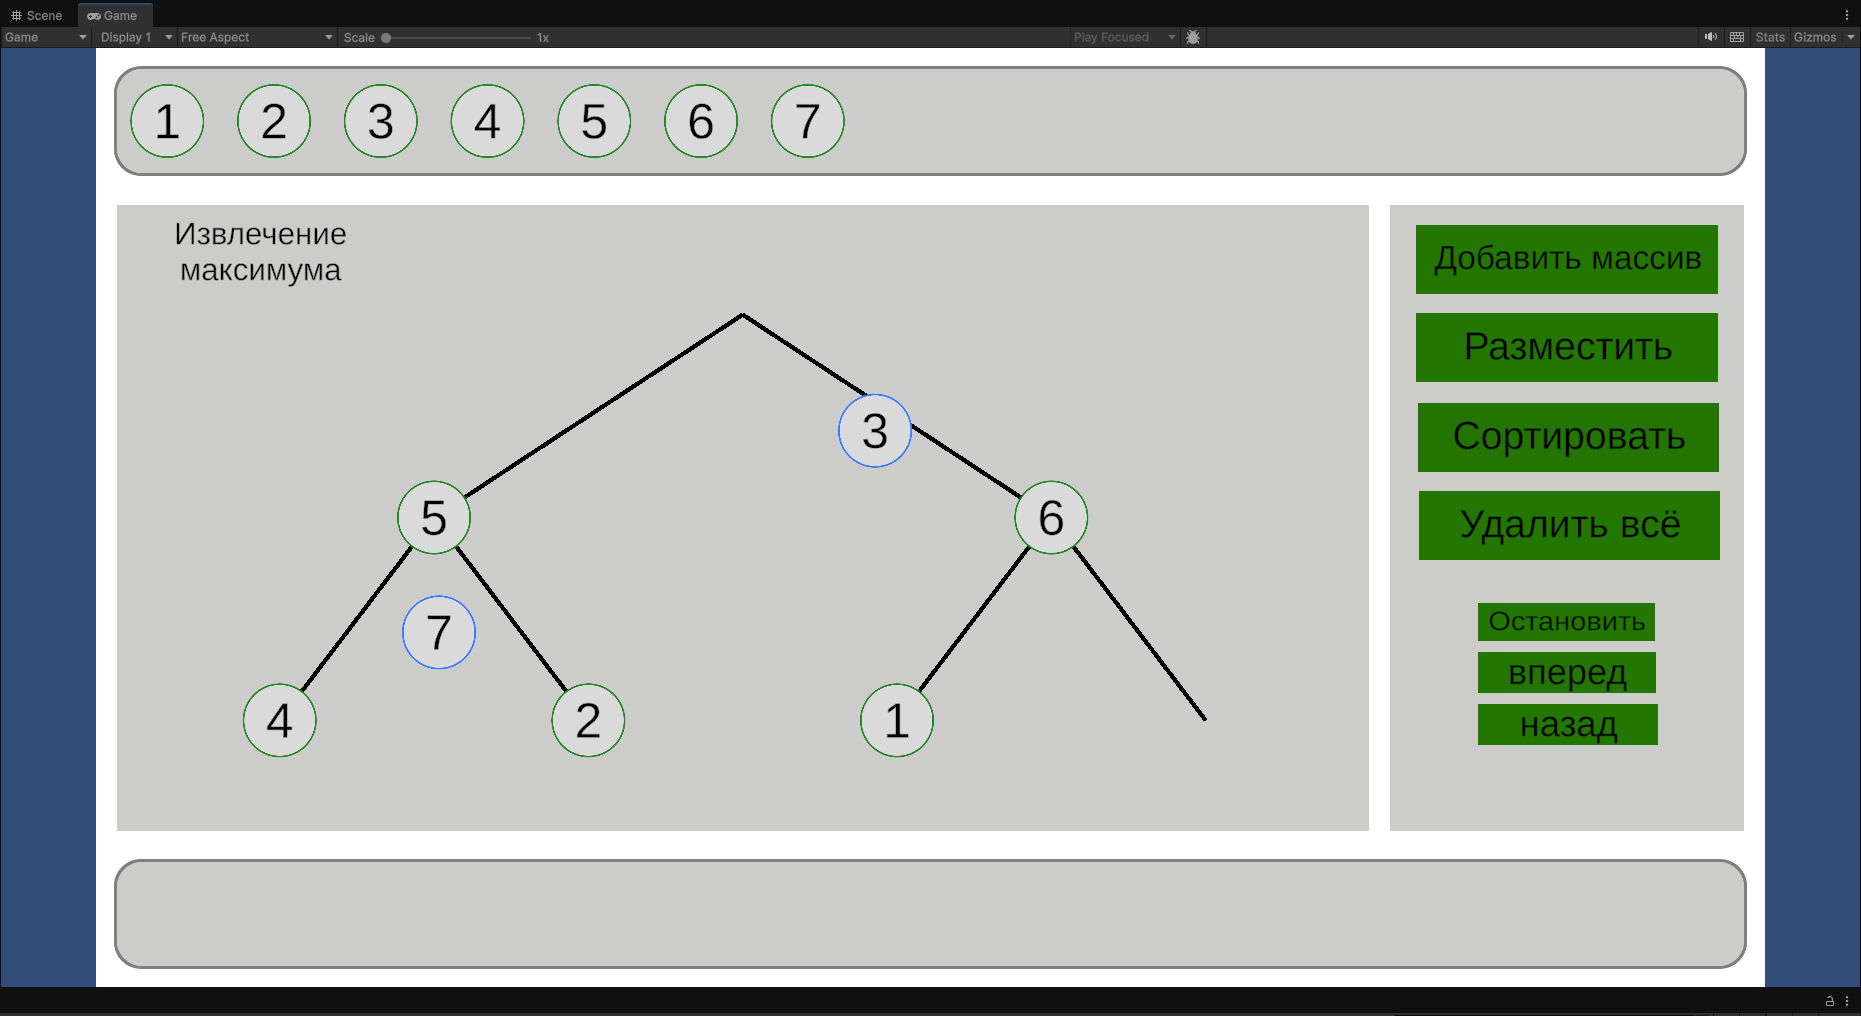 Scene Game
Game Display 1 Free Aspect Scale 1x Play Focused Stats Gizmos
1 2 3 4 5 6 7
Извлечение
максимума
3
5 6
7
4 2 1
Добавить массив
Разместить
Сортировать
Удалить всё
Остановить
вперед
назад